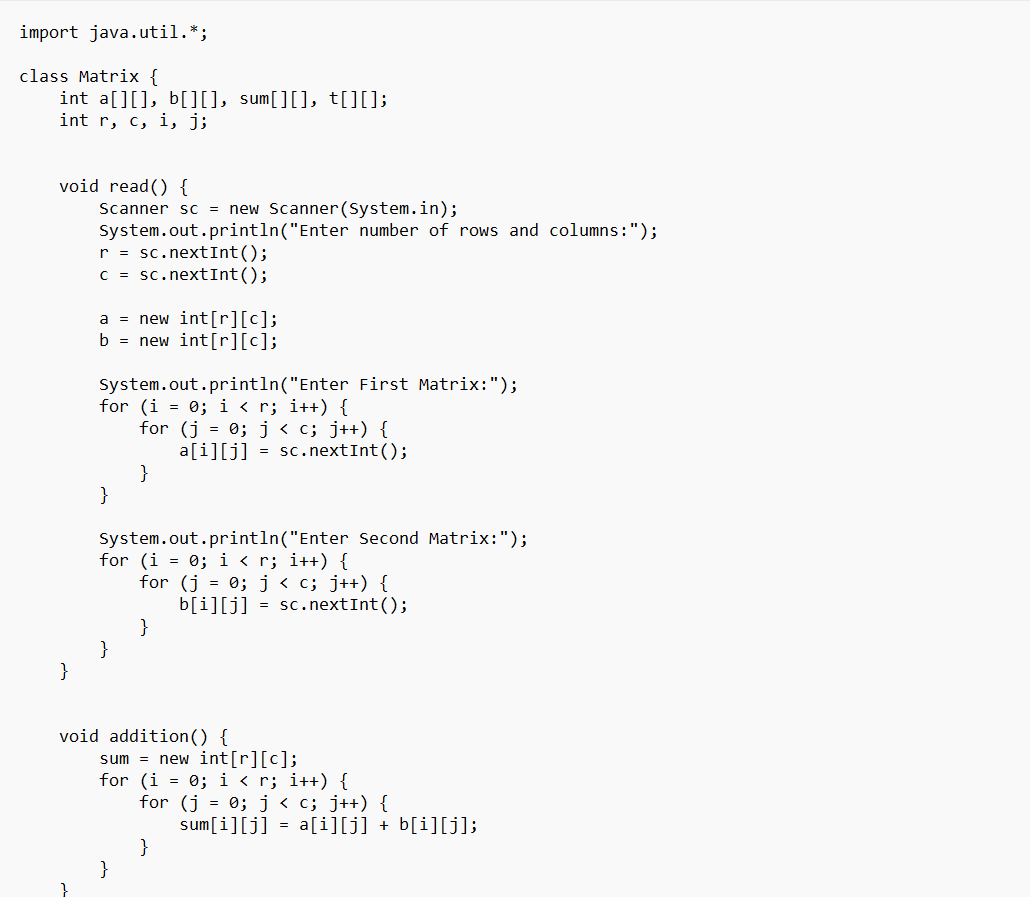 import java.util.*;
class Matrix {
    int a[][], b[][], sum[][], t[][];
    int r, c, i, j;
    void read() {
        Scanner sc = new Scanner(System.in);
        System.out.println("Enter number of rows and columns:");
        r = sc.nextInt();
        c = sc.nextInt();
        a = new int[r][c];
        b = new int[r][c];
        System.out.println("Enter First Matrix:");
        for (i = 0; i < r; i++) {
            for (j = 0; j < c; j++) {
                a[i][j] = sc.nextInt();
            }
        }
        System.out.println("Enter Second Matrix:");
        for (i = 0; i < r; i++) {
            for (j = 0; j < c; j++) {
                b[i][j] = sc.nextInt();
            }
        }
    }
    void addition() {
        sum = new int[r][c];
        for (i = 0; i < r; i++) {
            for (j = 0; j < c; j++) {
                sum[i][j] = a[i][j] + b[i][j];
            }
        }
    }